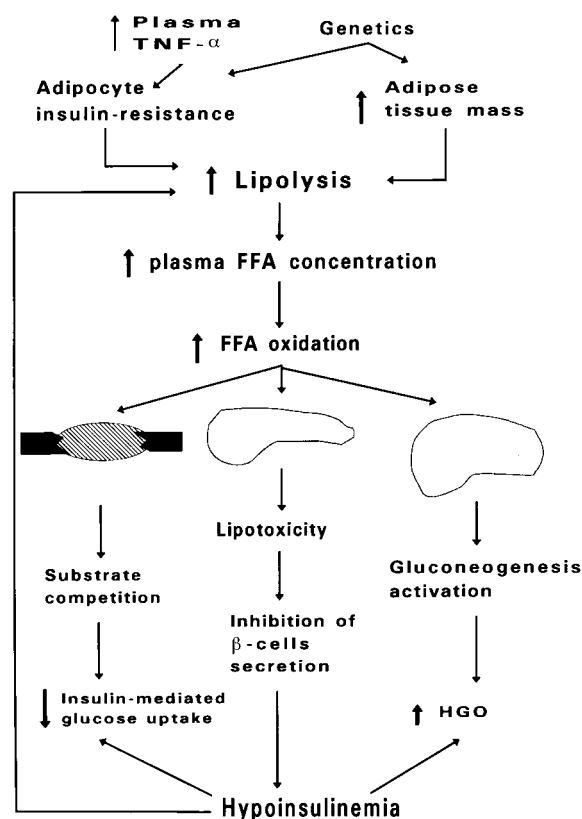 ↑ Plasma
TNF-α
Genetics
Adipocyte
insulin-resistance
↑ Adipose
tissue mass
↑ Lipolysis
↑ plasma FFA concentration
↑ FFA oxidation
Lipotoxicity
Substrate
competition
Gluconeogenesis
activation
Inhibition of
β-cells
secretion
↓ Insulin-mediated
glucose uptake
↑ HGO
Hypoinsulinemia